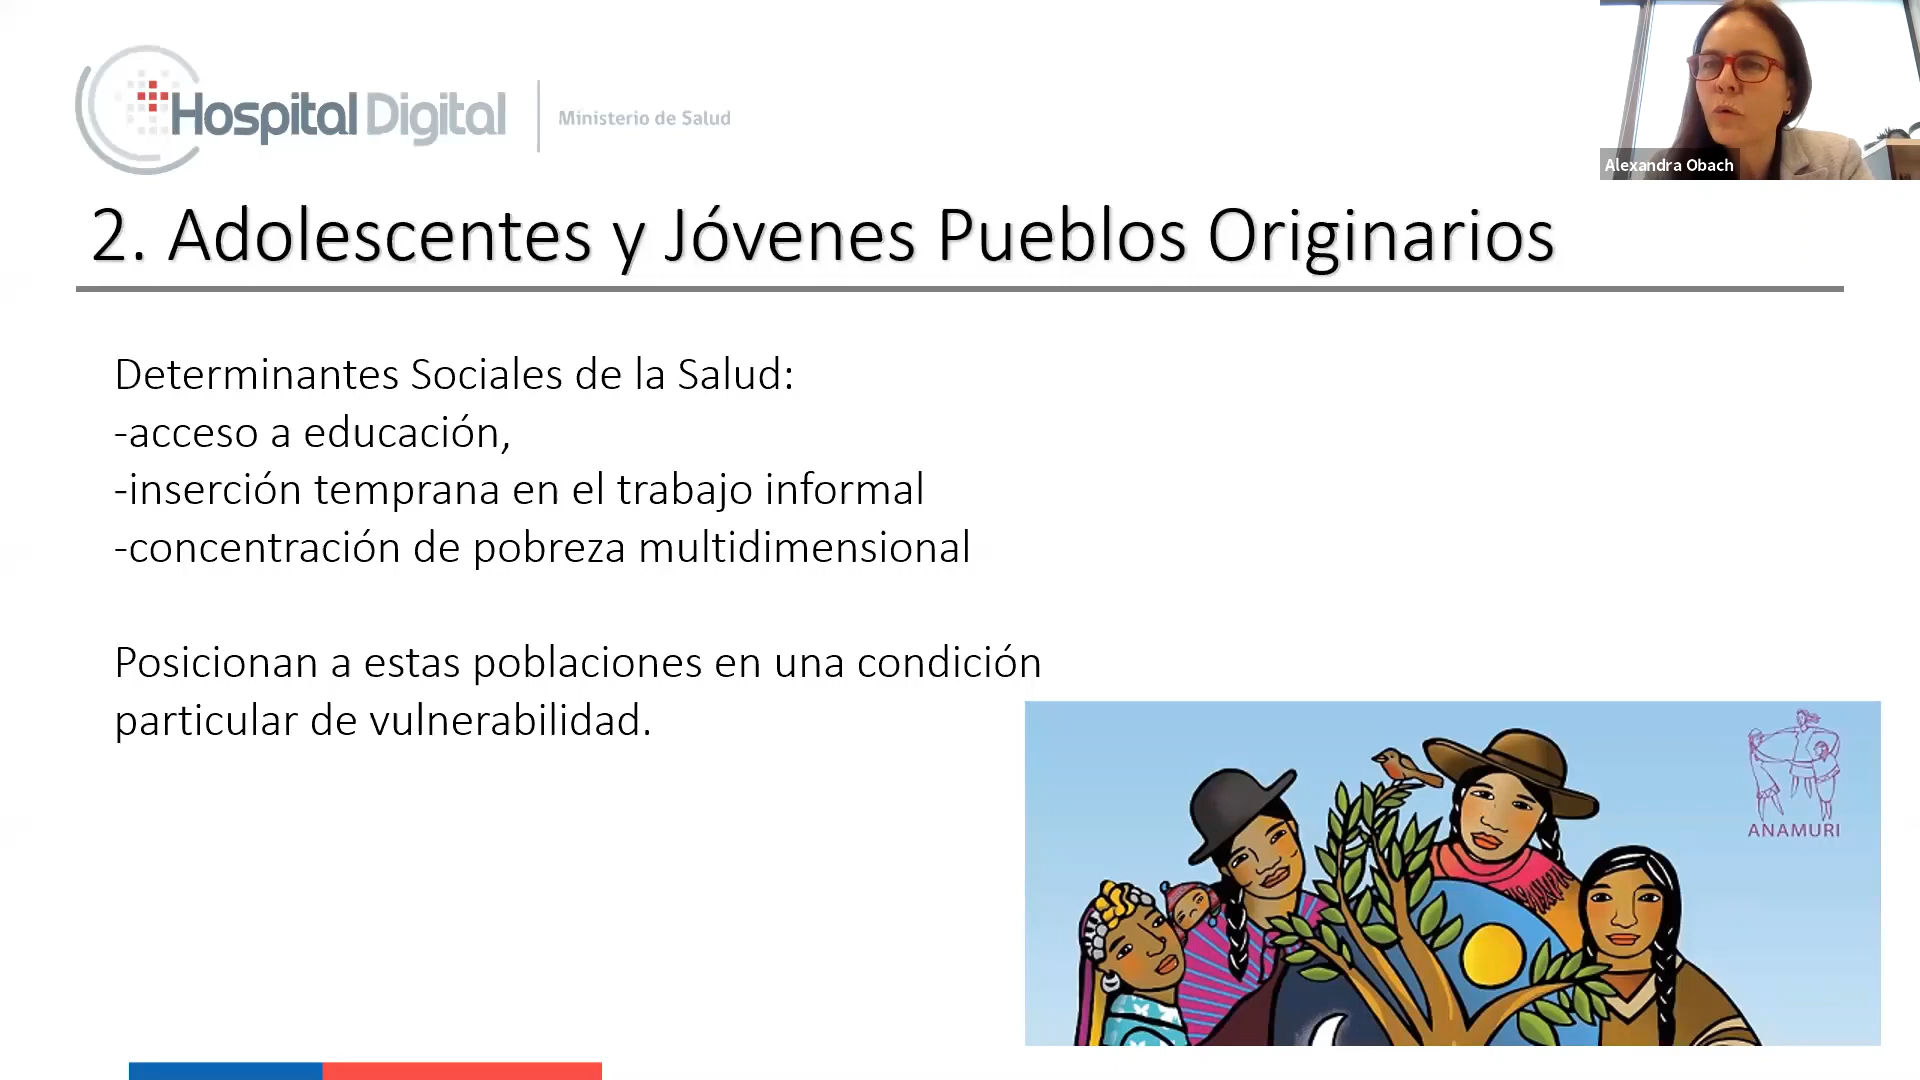 Hospital Digital
Ministerio de Salud
Alexandra Obach
2. Adolescentes y Jóvenes Pueblos Originarios
Determinantes Sociales de la Salud:
-acceso a educación,
-inserción temprana en el trabajo informal
-concentración de pobreza multidimensional
Posicionan a estas poblaciones en una condición
particular de vulnerabilidad.
ANAMURI